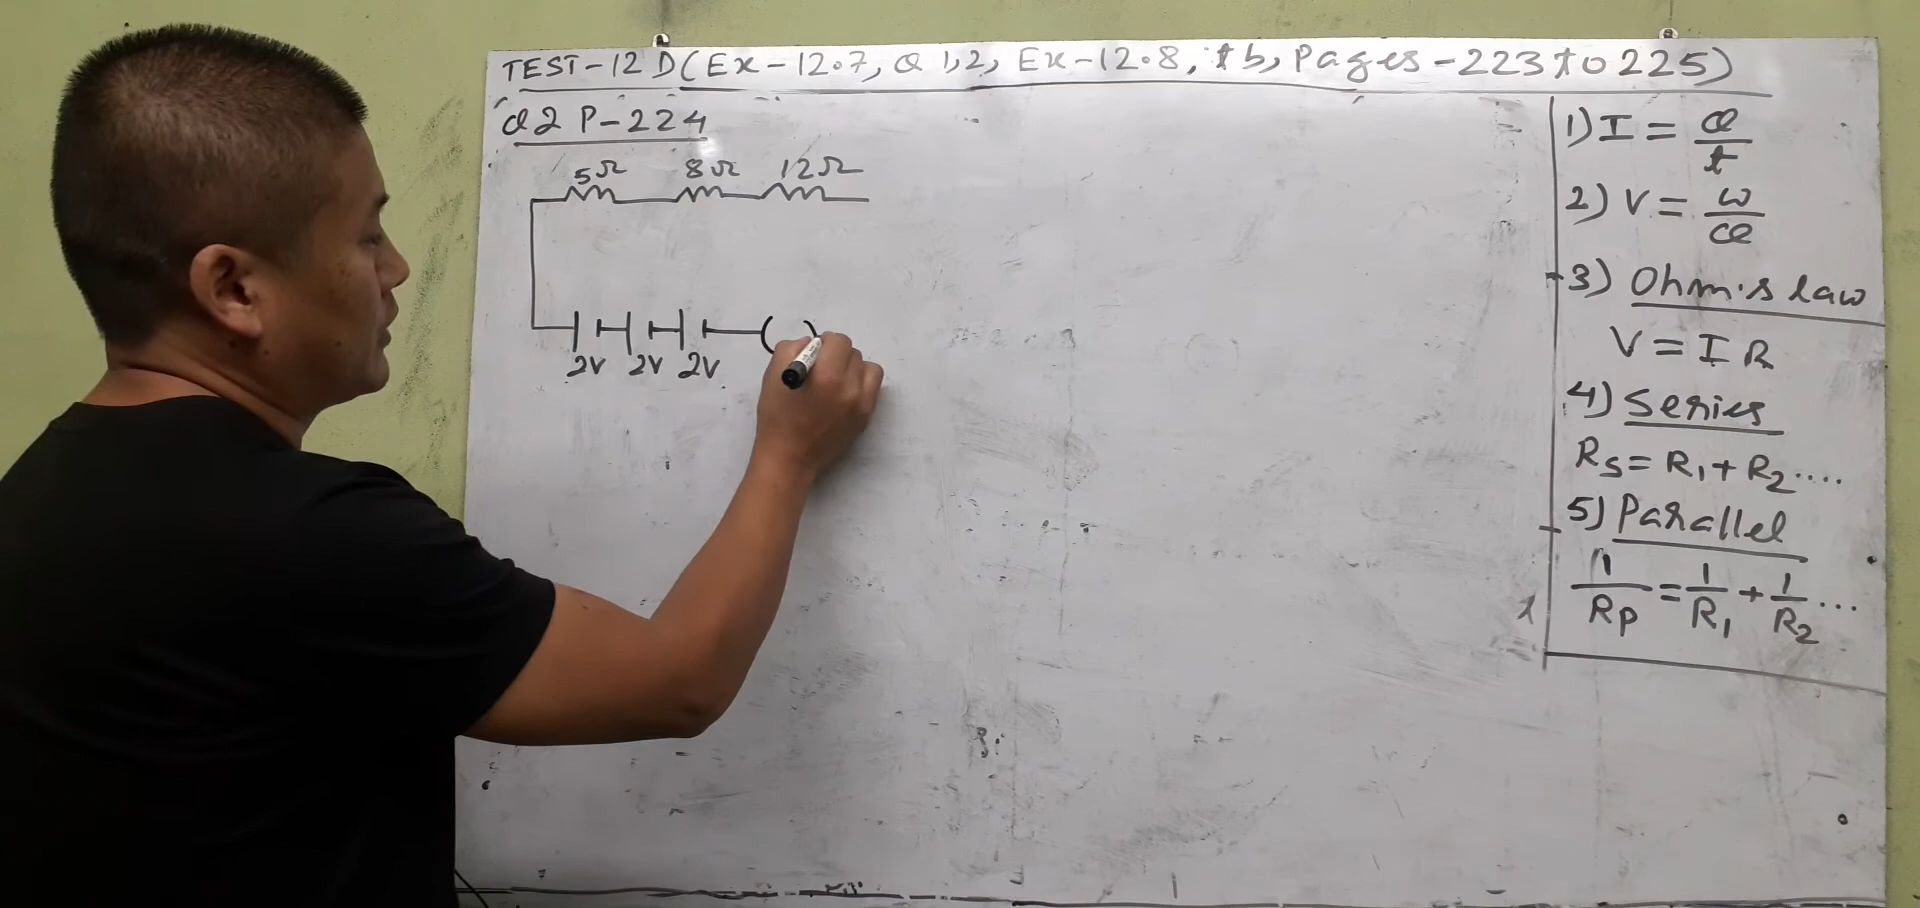 TEST-12D(Ex-12.7, Q 1,2, Ex-12.8, tb, Pages-223 to 225)
Q2 P-224
5Ω 8Ω 12Ω
2V 2V 2V
1) I = Q/t
2) V = W/Q
3) Ohm's law
V = I R
4) Series
Rs = R1 + R2 ....
5) Parallel
1/Rp = 1/R1 + 1/R2 ...